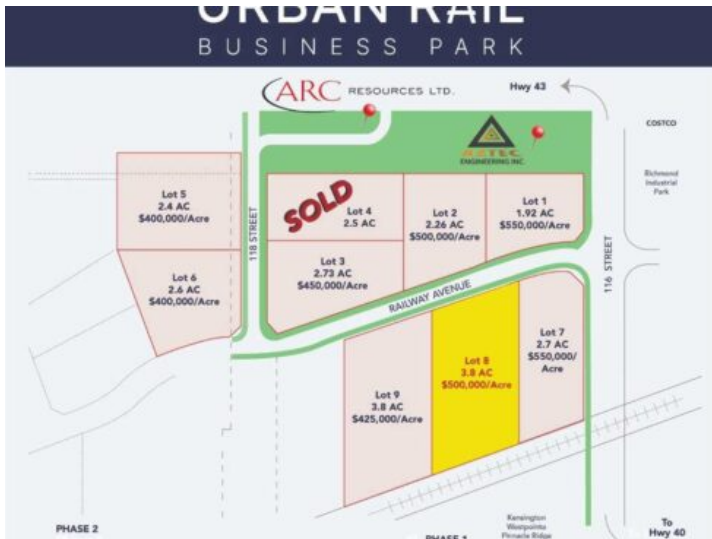 URBAN RAIL
BUSINESS PARK
ARC RESOURCES LTD.
Hwy 43
AZTEC
ENGINEERING INC.
COSTCO
Richmond
Industrial
Park
Lot 5
2.4 AC
$400,000/Acre
SOLD
Lot 4
2.5 AC
Lot 2
2.26 AC
$500,000/Acre
Lot 1
1.92 AC
$550,000/Acre
118 STREET
Lot 6
2.6 AC
$400,000/Acre
Lot 3
2.73 AC
$450,000/Acre
RAILWAY AVENUE
116 STREET
Lot 7
2.7 AC
$550,000/
Acre
Lot 8
3.8 AC
$500,000/Acre
Lot 9
3.8 AC
$425,000/Acre
PHASE 2
PHASE 1
Kensington
Westpointe
Pinnacle Ridge
To
Hwy 40